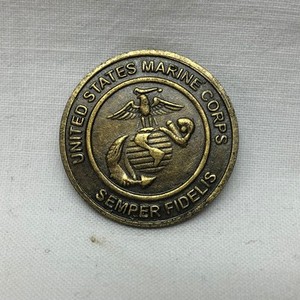 UNITED STATES MARINE CORPS
SEMPER FIDELIS